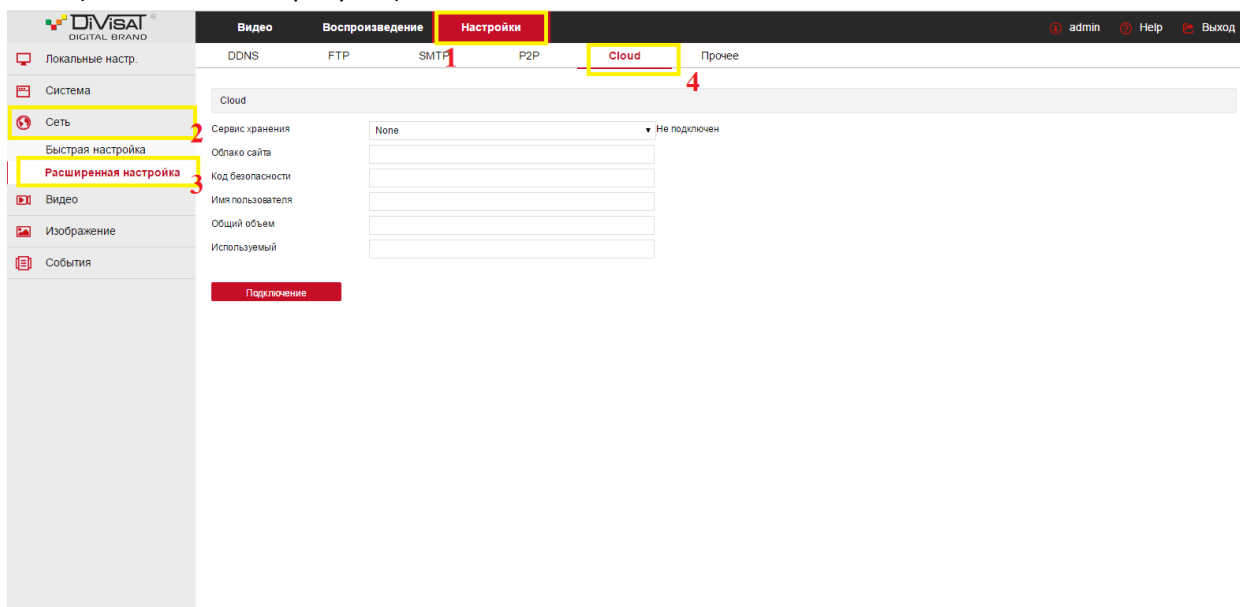 DiViSAT ®
DIGITAL BRAND
Видео Воспроизведение Настройки admin Help Выход
1
DDNS FTP SMTP P2P Cloud Прочее
4
Локальные настр.
Система
Сеть
2
Быстрая настройка
Расширенная настройка
3
Видео
Изображение
События
Cloud
Сервис хранения None Не подключен
Облако сайта
Код безопасности
Имя пользователя
Общий объем
Используемый
Подключение